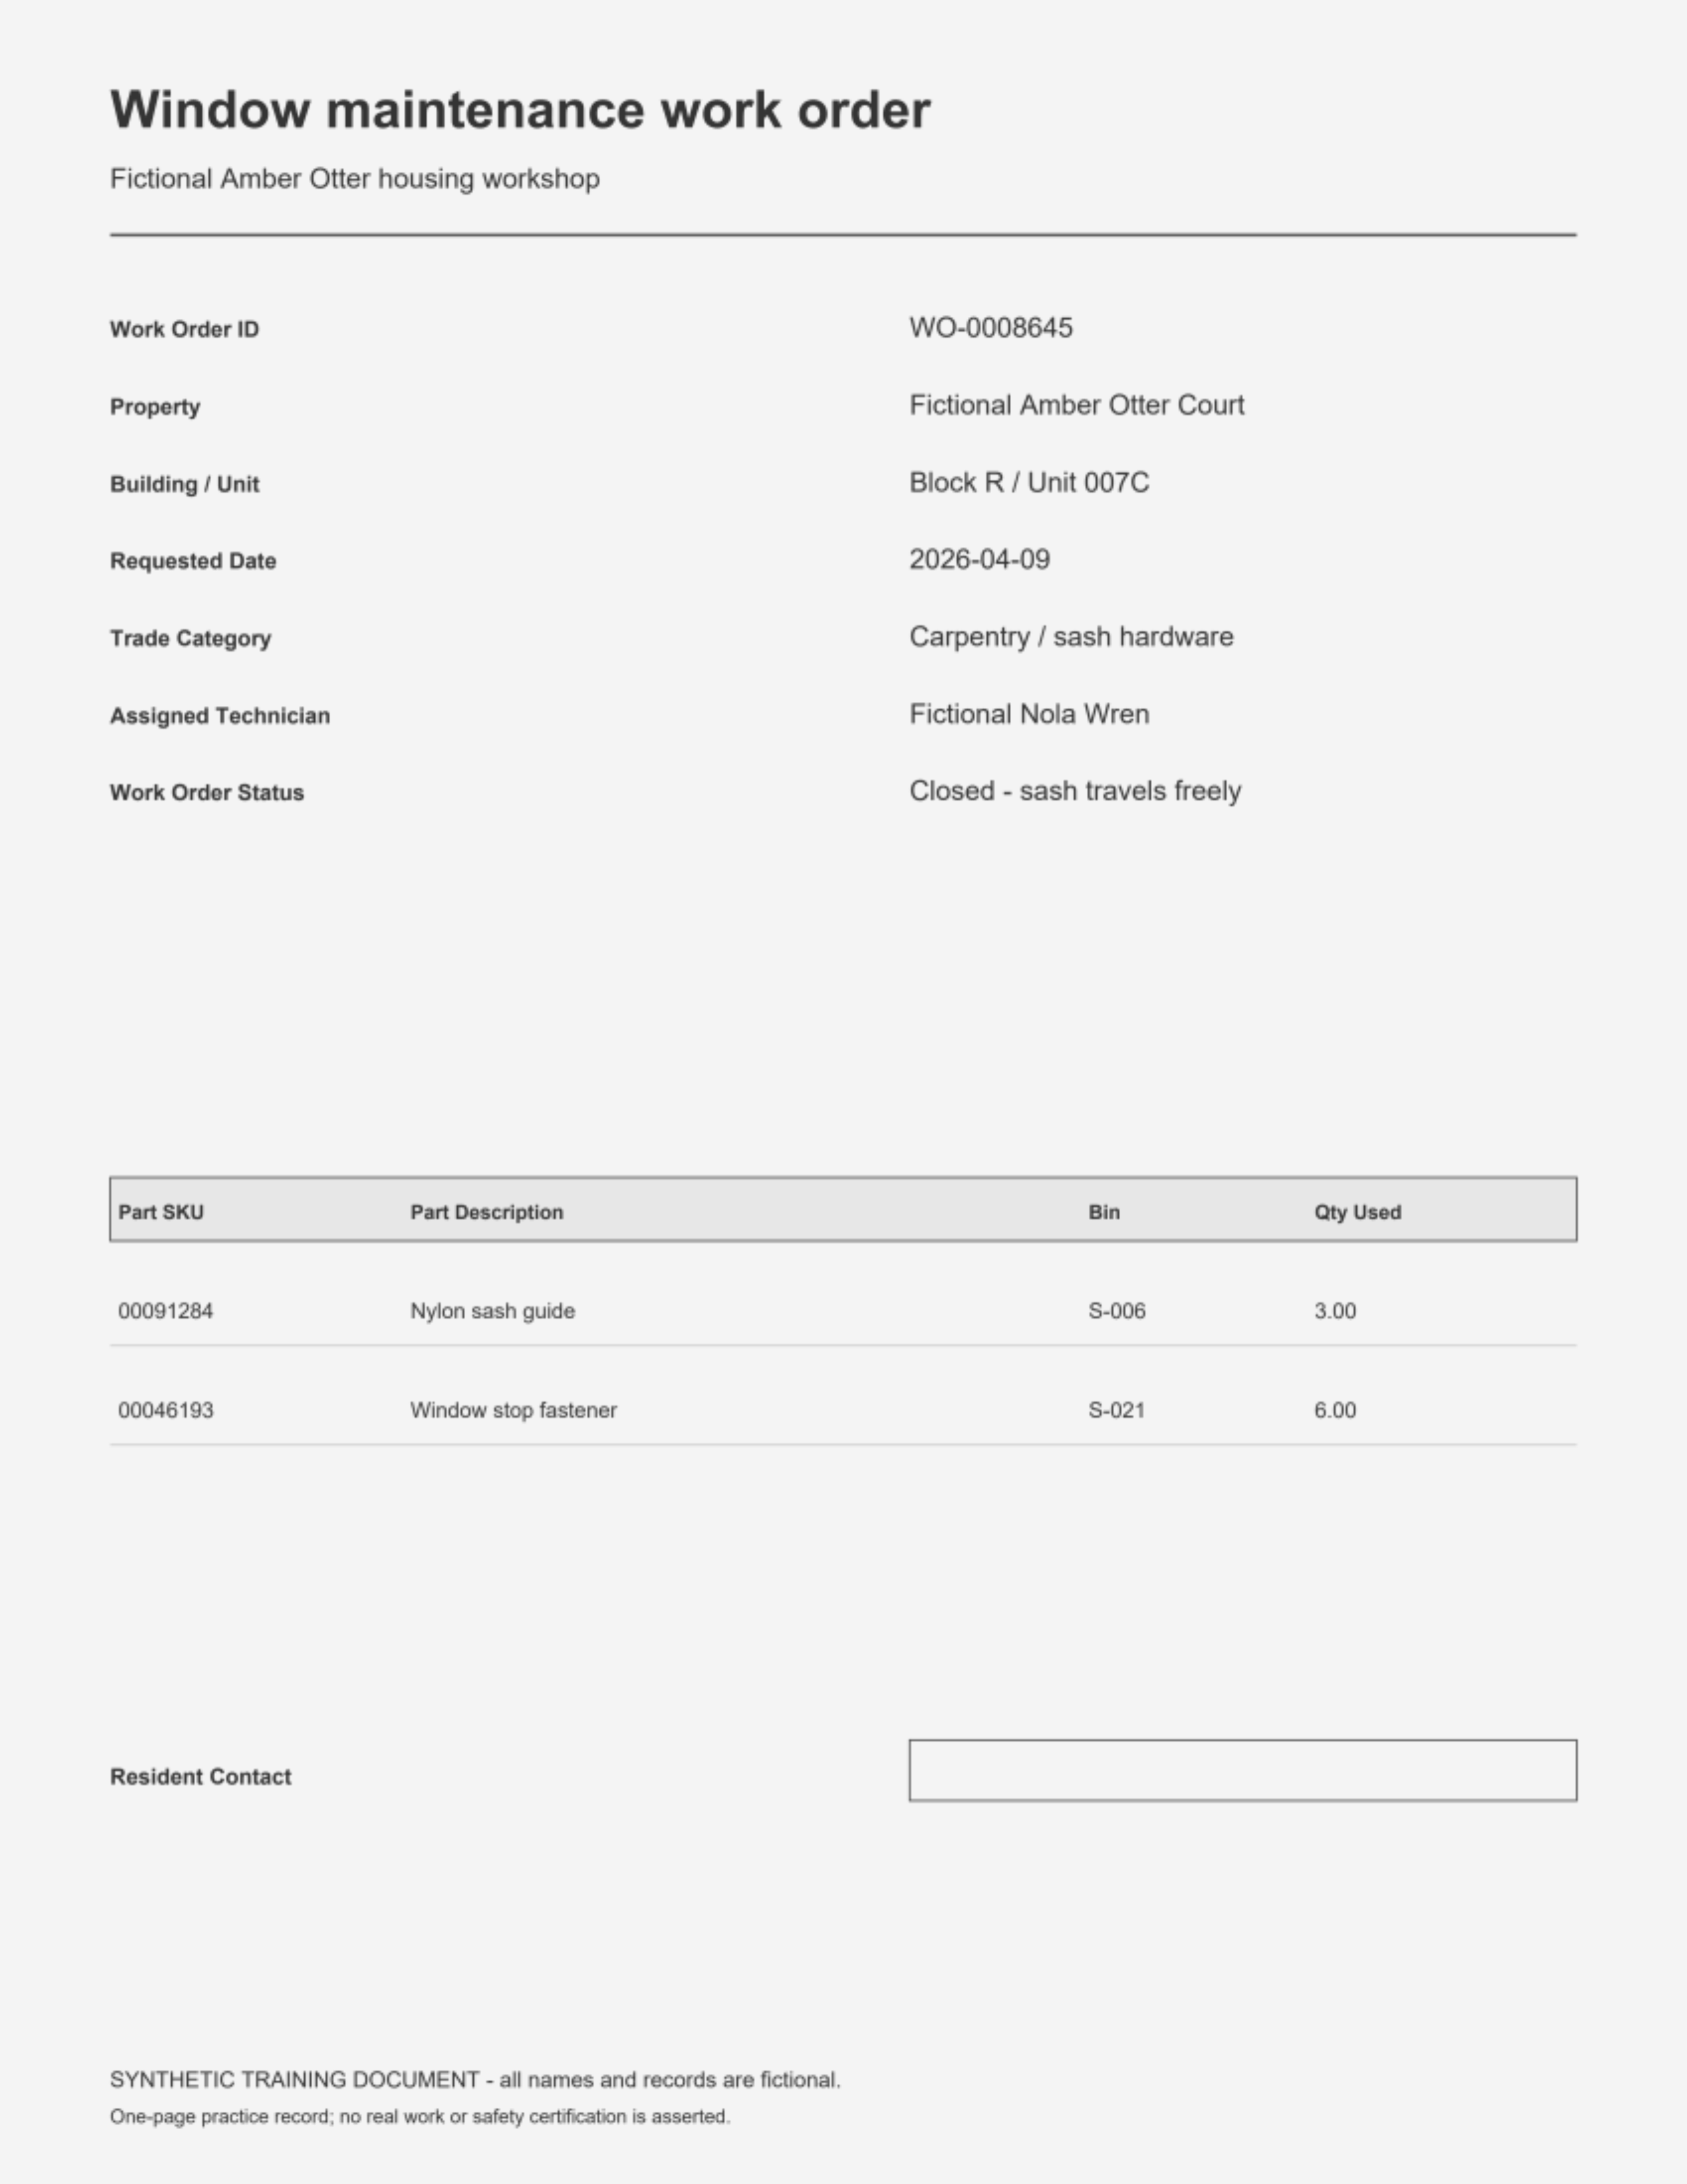 Window maintenance work order
Fictional Amber Otter housing workshop
Work Order ID WO-0008645
Property Fictional Amber Otter Court
Building / Unit Block R / Unit 007C
Requested Date 2026-04-09
Trade Category Carpentry / sash hardware
Assigned Technician Fictional Nola Wren
Work Order Status Closed - sash travels freely
Part SKU Part Description Bin Qty Used
00091284 Nylon sash guide S-006 3.00
00046193 Window stop fastener S-021 6.00
Resident Contact
SYNTHETIC TRAINING DOCUMENT - all names and records are fictional.
One-page practice record; no real work or safety certification is asserted.